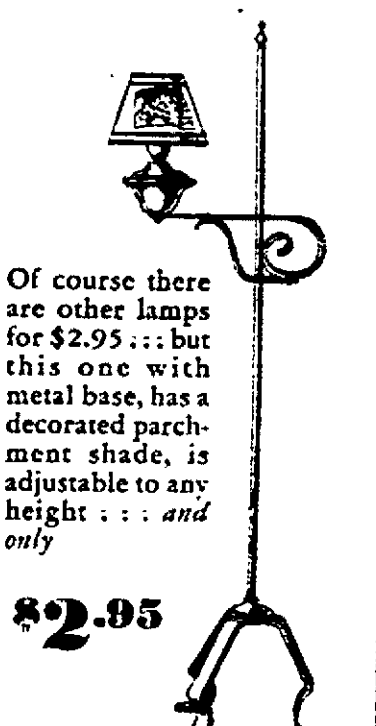 Of course there
are other lamps
for $2.95 ; ; ; but
this one with
metal base, has a
decorated parch-
ment shade, is
adjustable to any
height ; ; ; and
only
$2.95